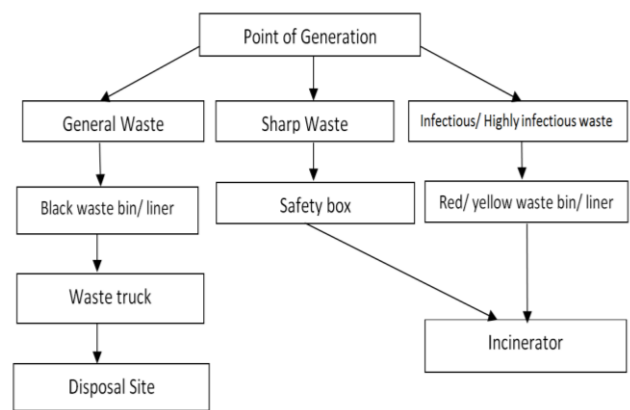 Point of Generation
General Waste
Sharp Waste
Infectious/ Highly infectious waste
Black waste bin/ liner
Safety box
Red/ yellow waste bin/ liner
Waste truck
Incinerator
Disposal Site